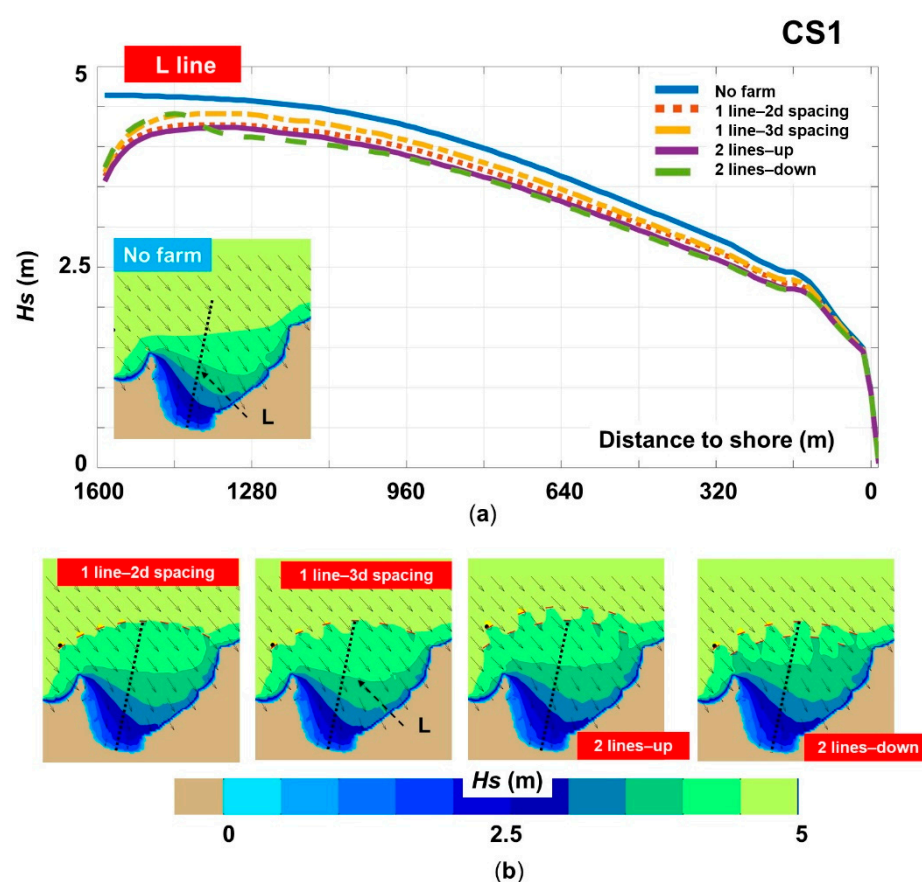 CS1
L line
5
No farm
1 line–2d spacing
1 line–3d spacing
2 lines–up
2 lines–down
2.5
Hs (m)
No farm
L
Distance to shore (m)
0
1600 1280 960 640 320 0
(a)
1 line–2d spacing
1 line–3d spacing
L
2 lines–up
2 lines–down
Hs (m)
0 2.5 5
(b)